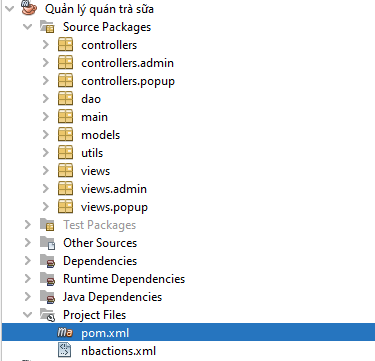 Quản lý quán trà sữa
Source Packages
controllers
controllers.admin
controllers.popup
dao
main
models
utils
views
views.admin
views.popup
Test Packages
Other Sources
Dependencies
Runtime Dependencies
Java Dependencies
Project Files
pom.xml
nbactions.xml